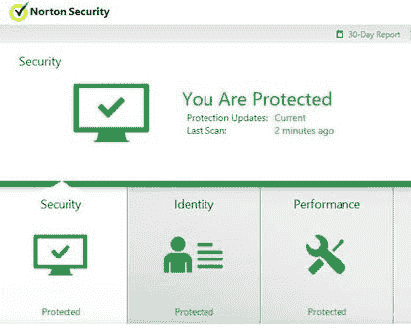 Norton Security
30-Day Report
Security
You Are Protected
Protection Updates: Current
Last Scan: 2 minutes ago
Security
Identity
Performance
Protected
Protected
Protected